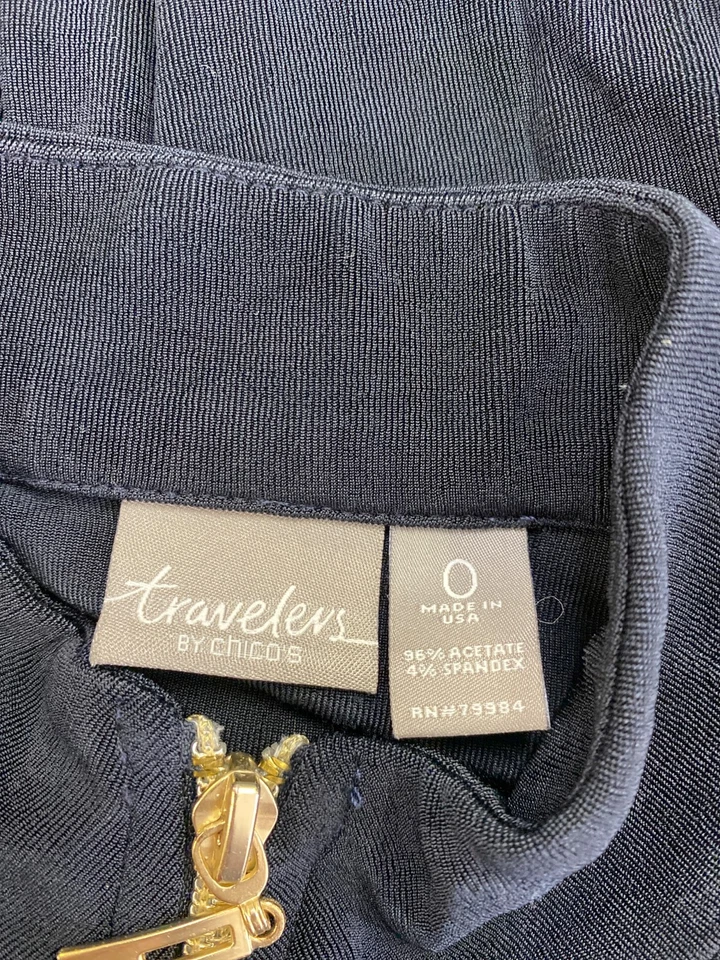 travelers
BY chico's
0
MADE IN
USA
96% ACETATE
4% SPANDEX
RN#79984